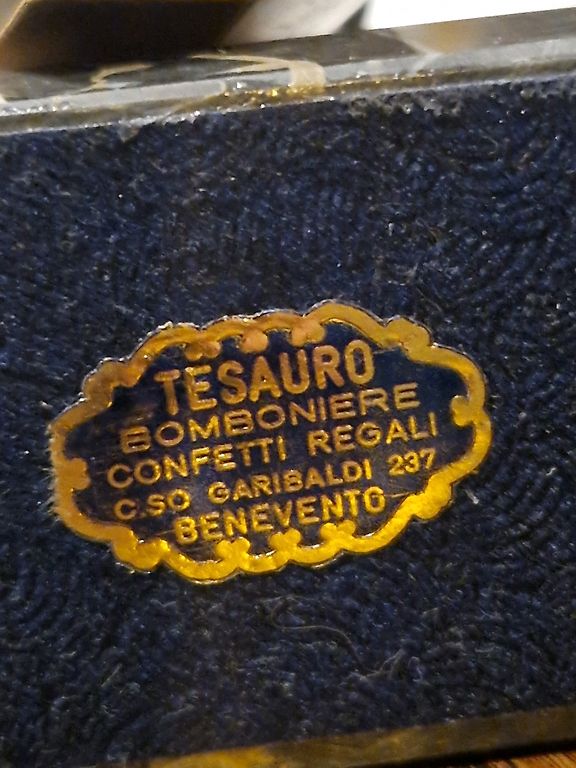 TESAURO
BOMBONIERE
CONFETTI REGALI
C.SO GARIBALDI 237
BENEVENTO